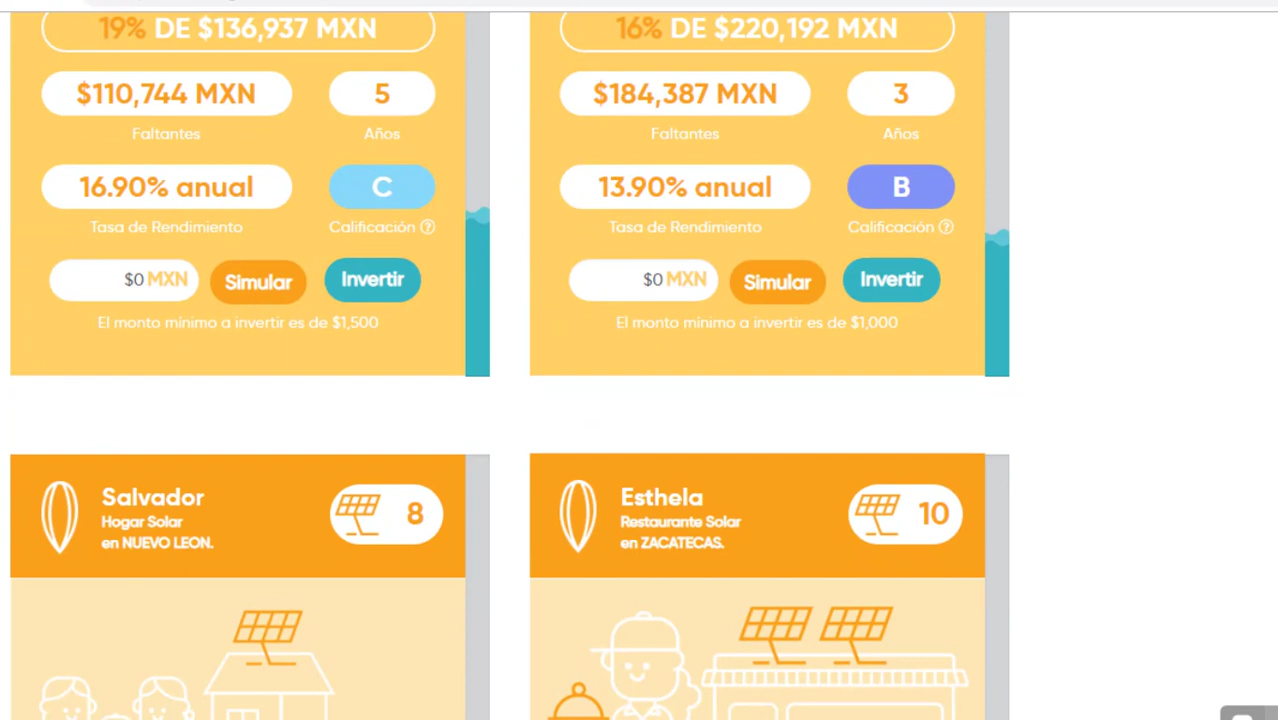 19% DE $136,937 MXN
$110,744 MXN
5
Faltantes
Años
16.90% anual
C
Tasa de Rendimiento
Calificación ?
$0 MXN
Simular
Invertir
El monto mínimo a invertir es de $1,500
16% DE $220,192 MXN
$184,387 MXN
3
Faltantes
Años
13.90% anual
B
Tasa de Rendimiento
Calificación ?
$0 MXN
Simular
Invertir
El monto mínimo a invertir es de $1,000
Salvador
Hogar Solar
en NUEVO LEON.
8
Esthela
Restaurante Solar
en ZACATECAS.
10